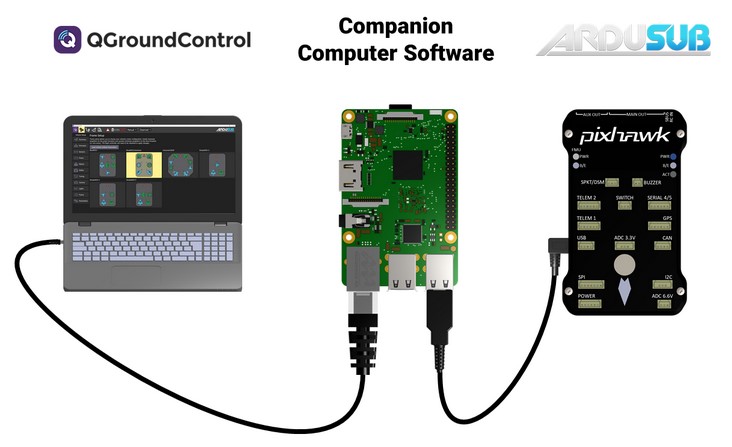 QGroundControl
Companion
Computer Software
ARDUSUB
ARDUSUB
AUX OUT
MAIN OUT
pixhawk
FMU
PWR
B/E
PWR
B/E
ACT
SPKT/DSM
BUZZER
TELEM 2
SWITCH
SERIAL 4/5
TELEM 1
GPS
USB
ADC 3.3V
CAN
SPI
I2C
POWER
ADC 6.6V